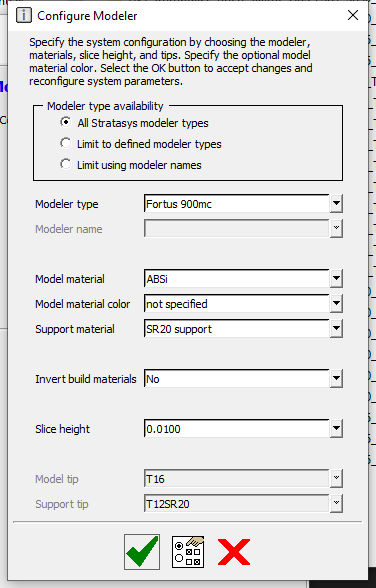 Configure Modeler
Specify the system configuration by choosing the modeler,
materials, slice height, and tips. Specify the optional model
material color. Select the OK button to accept changes and
reconfigure system parameters.
Modeler type availability
All Stratasys modeler types
Limit to defined modeler types
Limit using modeler names
Modeler type Fortus 900mc
Modeler name
Model material ABSi
Model material color not specified
Support material SR20 support
Invert build materials No
Slice height 0.0100
Model tip T16
Support tip T12SR20